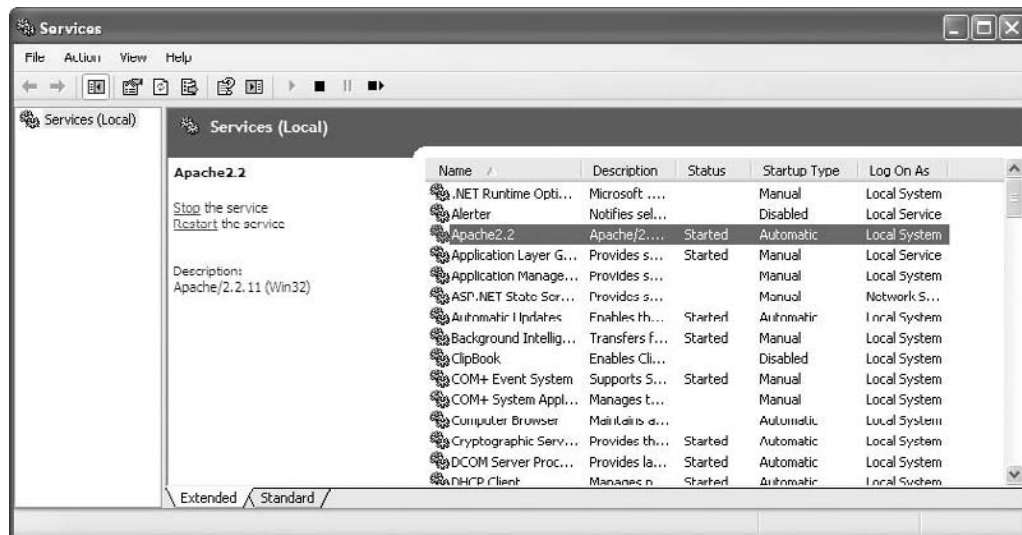 Services
File Action View Help
Services (Local)
Services (Local)
Apache2.2
Stop the service
Restart the service
Description:
Apache/2.2.11 (Win32)
Name Description Status Startup Type Log On As
.NET Runtime Opti... Microsoft .... Manual Local System
Alerter Notifies sel... Disabled Local Service
Apache2.2 Apache/2.... Started Automatic Local System
Application Layer G... Provides s... Started Manual Local Service
Application Manage... Provides s... Manual Local System
ASP.NET State Ser... Provides s... Manual Network S...
Automatic Updates Enables th... Started Automatic Local System
Background Intellig... Transfers f... Started Manual Local System
ClipBook Enables Cli... Disabled Local System
COM+ Event System Supports S... Started Manual Local System
COM+ System Appl... Manages t... Manual Local System
Computer Browser Maintains a... Automatic Local System
Cryptographic Serv... Provides th... Started Automatic Local System
DCOM Server Proc... Provides la... Started Automatic Local System
DHCP Client Manages n... Started Automatic Local System
Extended Standard